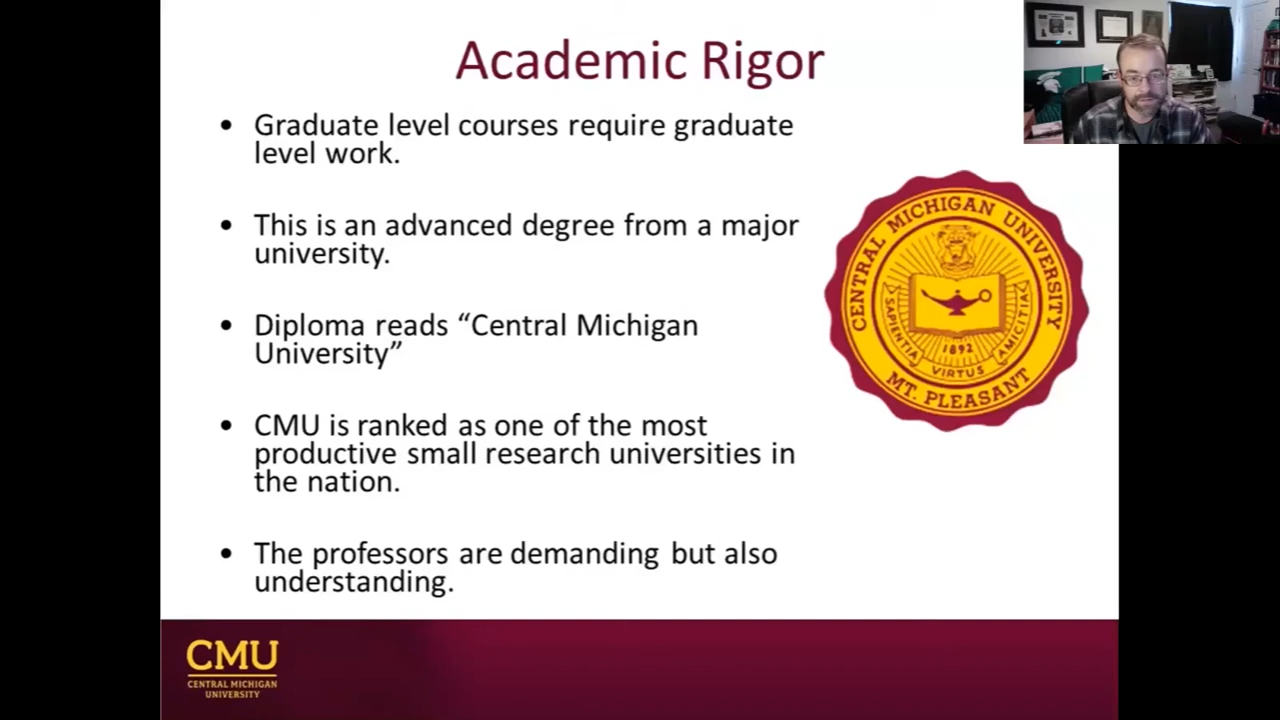 Academic Rigor
• Graduate level courses require graduate
level work.
• This is an advanced degree from a major
university.
• Diploma reads “Central Michigan
University”
• CMU is ranked as one of the most
productive small research universities in
the nation.
• The professors are demanding but also
understanding.
CENTRAL MICHIGAN UNIVERSITY
SAPIENTIA
VIRTUS
AMICITIA
1892
MT. PLEASANT
CMU
CENTRAL MICHIGAN
UNIVERSITY